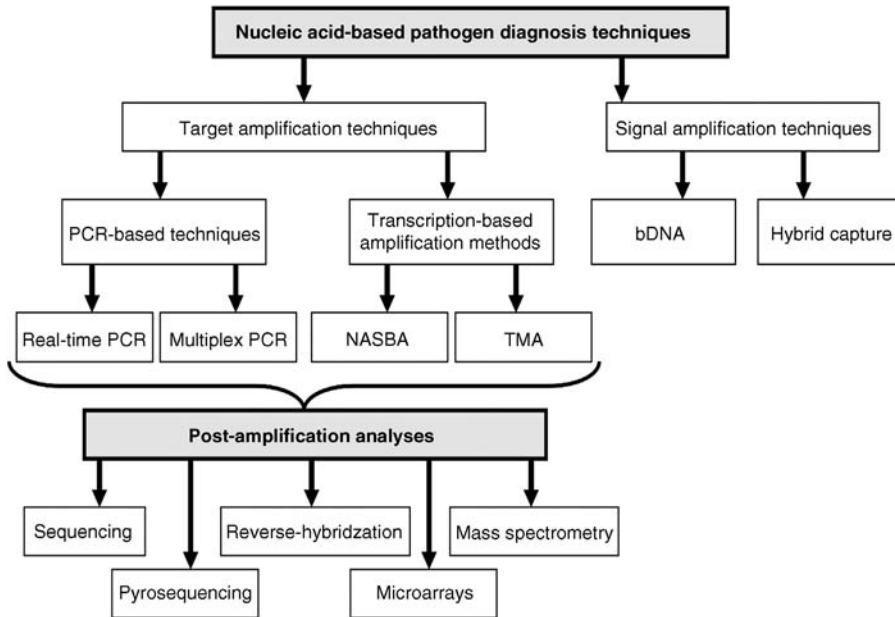 Nucleic acid-based pathogen diagnosis techniques
Target amplification techniques
Signal amplification techniques
PCR-based techniques
Transcription-based
amplification methods
bDNA
Hybrid capture
Real-time PCR
Multiplex PCR
NASBA
TMA
Post-amplification analyses
Sequencing
Reverse-hybridzation
Mass spectrometry
Pyrosequencing
Microarrays